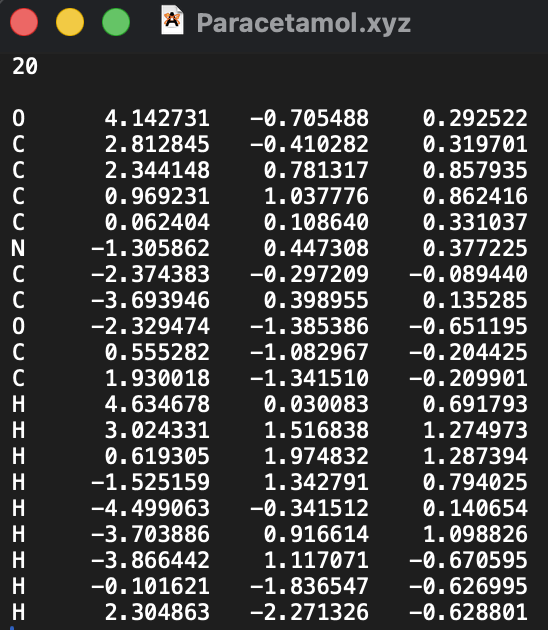 Paracetamol.xyz
20
O 4.142731 -0.705488 0.292522
C 2.812845 -0.410282 0.319701
C 2.344148 0.781317 0.857935
C 0.969231 1.037776 0.862416
C 0.062404 0.108640 0.331037
N -1.305862 0.447308 0.377225
C -2.374383 -0.297209 -0.089440
C -3.693946 0.398955 0.135285
O -2.329474 -1.385386 -0.651195
C 0.555282 -1.082967 -0.204425
C 1.930018 -1.341510 -0.209901
H 4.634678 0.030083 0.691793
H 3.024331 1.516838 1.274973
H 0.619305 1.974832 1.287394
H -1.525159 1.342791 0.794025
H -4.499063 -0.341512 0.140654
H -3.703886 0.916614 1.098826
H -3.866442 1.117071 -0.670595
H -0.101621 -1.836547 -0.626995
H 2.304863 -2.271326 -0.628801